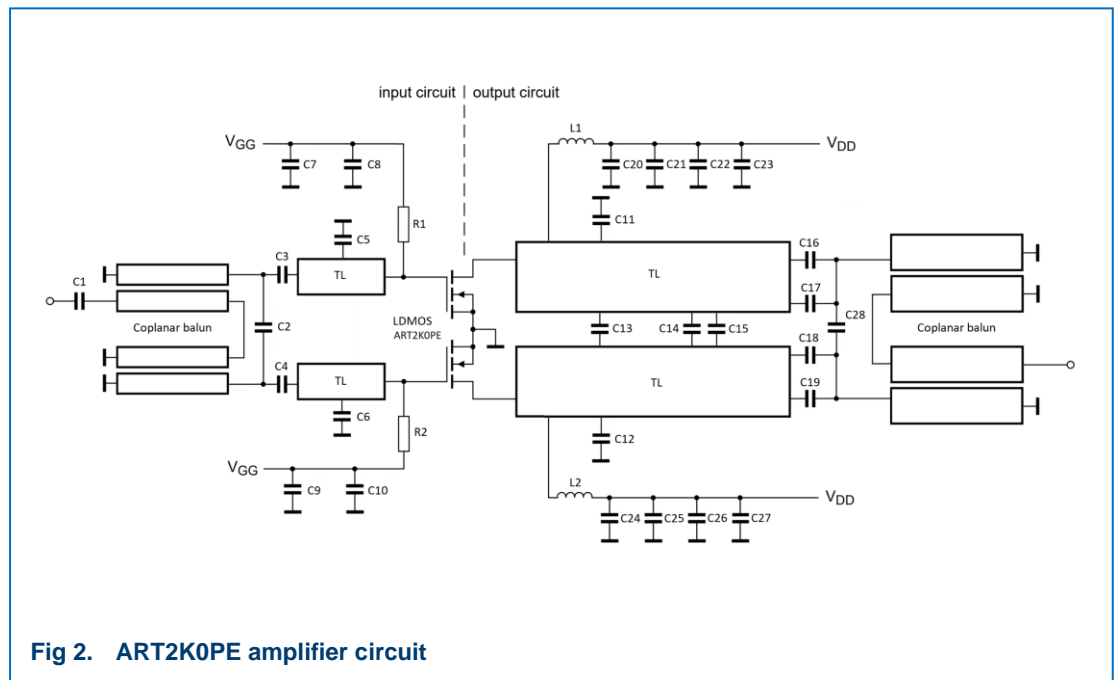 input circuit | output circuit
L1
VGG
VDD
C7
C8
C20
C21
C22
C23
R1
C11
C5
C3
C16
C1
TL
TL
C17
LDMOS
ART2K0PE
Coplanar balun
C2
C13
C14
C15
C28
Coplanar balun
C18
C4
TL
TL
C19
C6
R2
C12
VGG
L2
C9
C10
VDD
C24
C25
C26
C27
Fig 2. ART2K0PE amplifier circuit